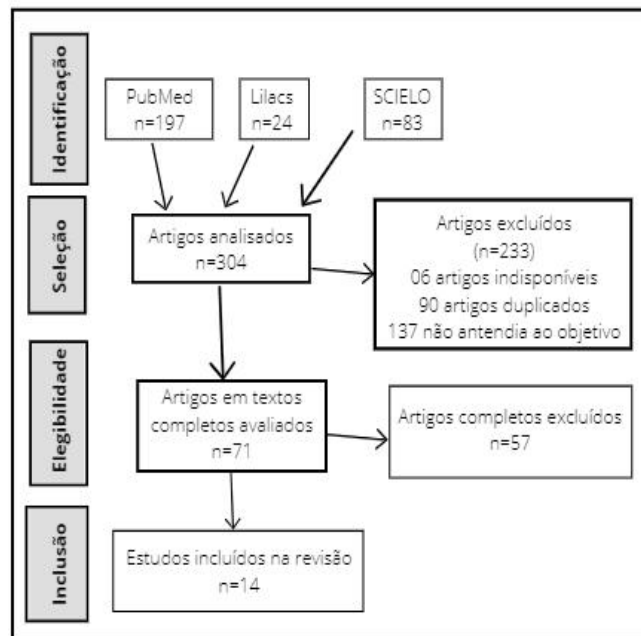 Identificação
PubMed
n=197
Lilacs
n=24
SCIELO
n=83
Seleção
Artigos analisados
n=304
Artigos excluídos
(n=233)
06 artigos indisponíveis
90 artigos duplicados
137 não antendia ao objetivo
Elegibilidade
Artigos em textos
completos avaliados
n=71
Artigos completos excluídos
n=57
Inclusão
Estudos incluídos na revisão
n=14